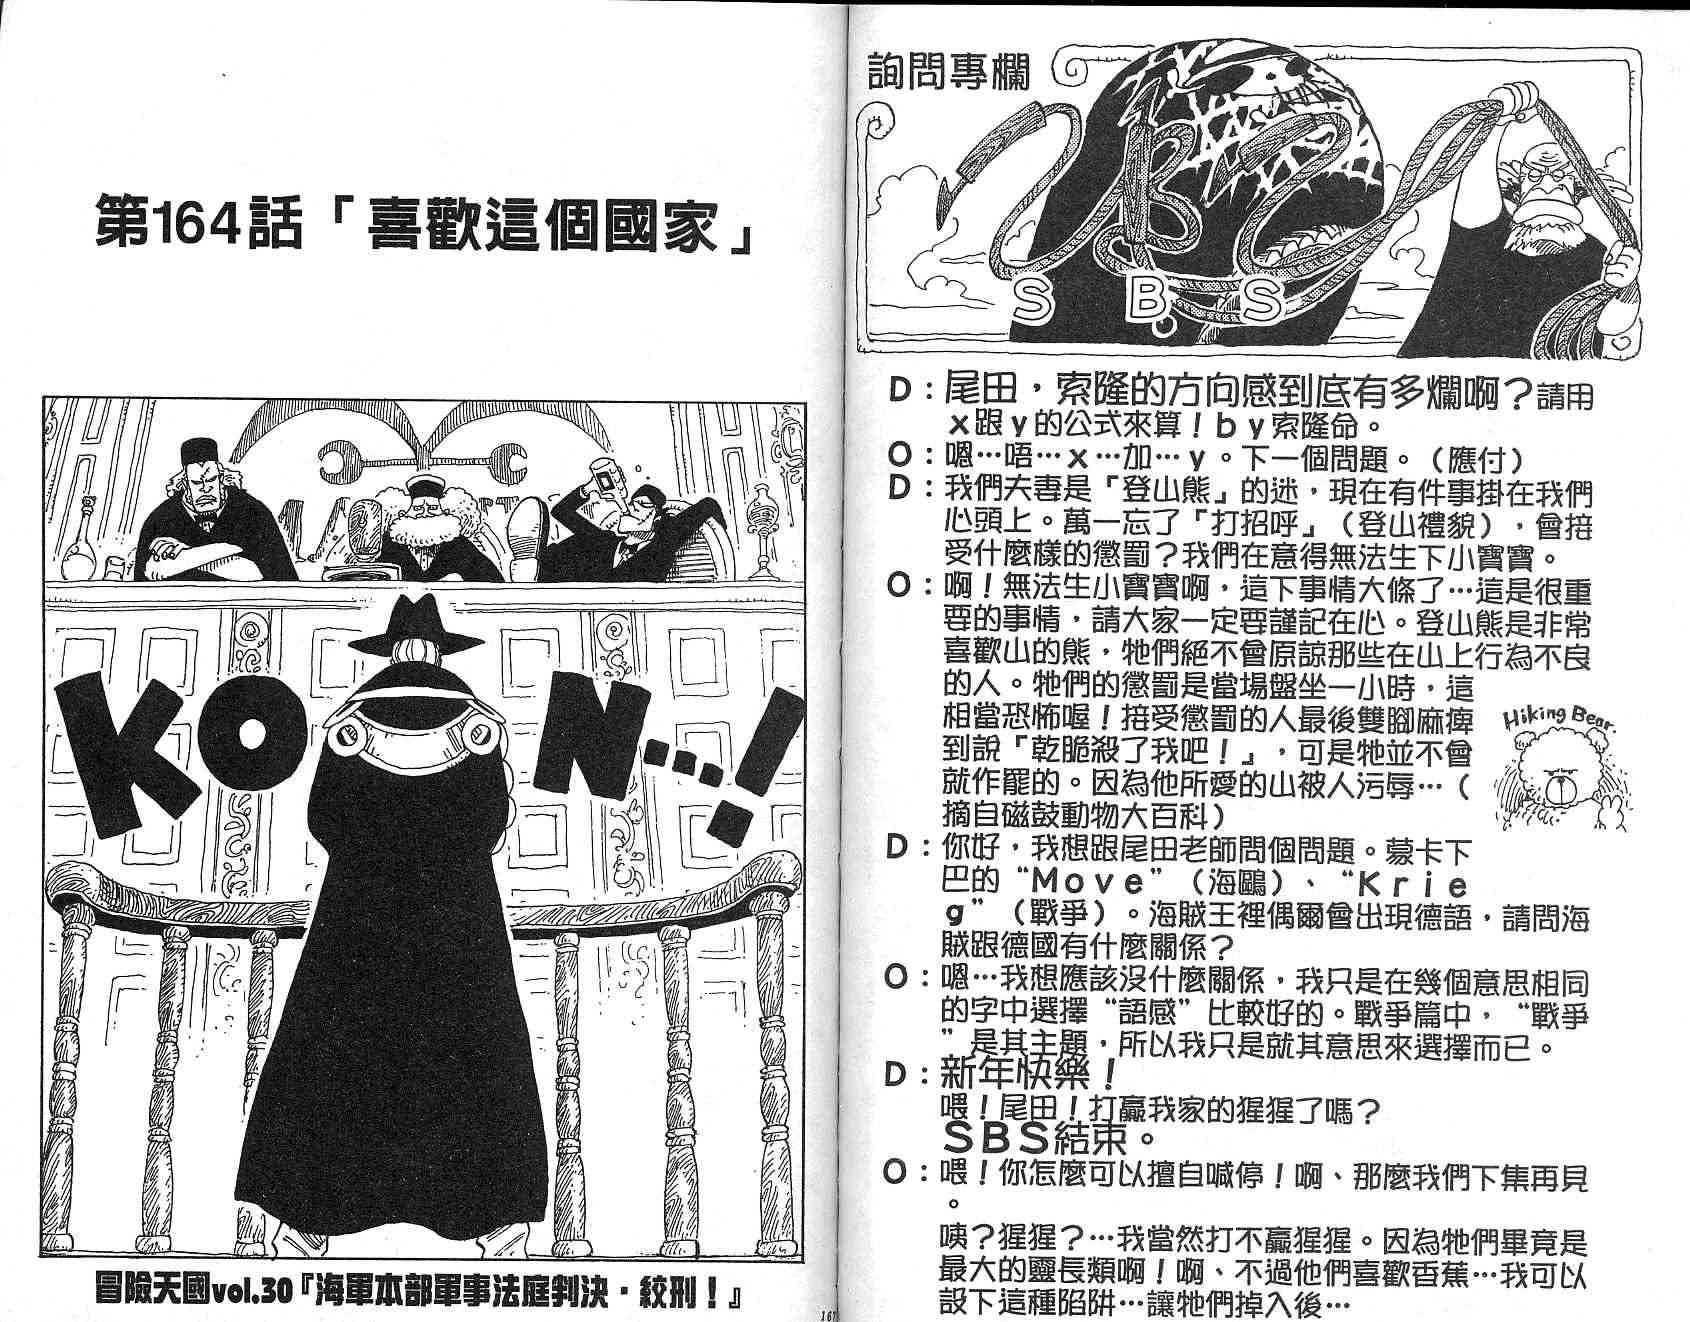 詢問專欄
S B S
D：尾田，索隆的方向感到底有多爛啊？請用
x跟y的公式來算！by索隆命。
O：嗯…唔…x…加…y。下一個問題。（應付）
D：我們夫妻是「登山熊」的迷，現在有件事掛在我們
心頭上。萬一忘了「打招呼」（登山禮貌），會接
受什麼樣的懲罰？我們在意得無法生下小寶寶。
O：啊！無法生小寶寶啊，這下事情大條了…這是很重
要的事情，請大家一定要謹記在心。登山熊是非常
喜歡山的熊，牠們絕不會原諒那些在山上行為不良
的人。牠們的懲罰是當場盤坐一小時，這
相當恐怖喔！接受懲罰的人最後雙腳麻痺
到說「乾脆殺了我吧！」，可是牠並不會
就作罷的。因為他所愛的山被人污辱…（
摘自磁鼓動物大百科）
Hiking Bear.
D：你好，我想跟尾田老師問個問題。蒙卡下
巴的“Move”（海鷗）、“Krie
g”（戰爭）。海賊王裡偶爾會出現德語，請問海
賊跟德國有什麼關係？
O：嗯…我想應該沒什麼關係，我只是在幾個意思相同
的字中選擇“語感”比較好的。戰爭篇中，“戰爭
”是其主題，所以我只是就其意思來選擇而已。
D：新年快樂！
喂！尾田！打贏我家的猩猩了嗎？
SBS結束。
O：喂！你怎麼可以擅自喊停！啊、那麼我們下集再見
。
咦？猩猩？…我當然打不贏猩猩。因為牠們畢竟是
最大的靈長類啊！啊、不過他們喜歡香蕉…我可以
設下這種陷阱…讓牠們掉入後…
第164話「喜歡這個國家」
KON…!
冒險天國vol.30『海軍本部軍事法庭判決·絞刑！』
167